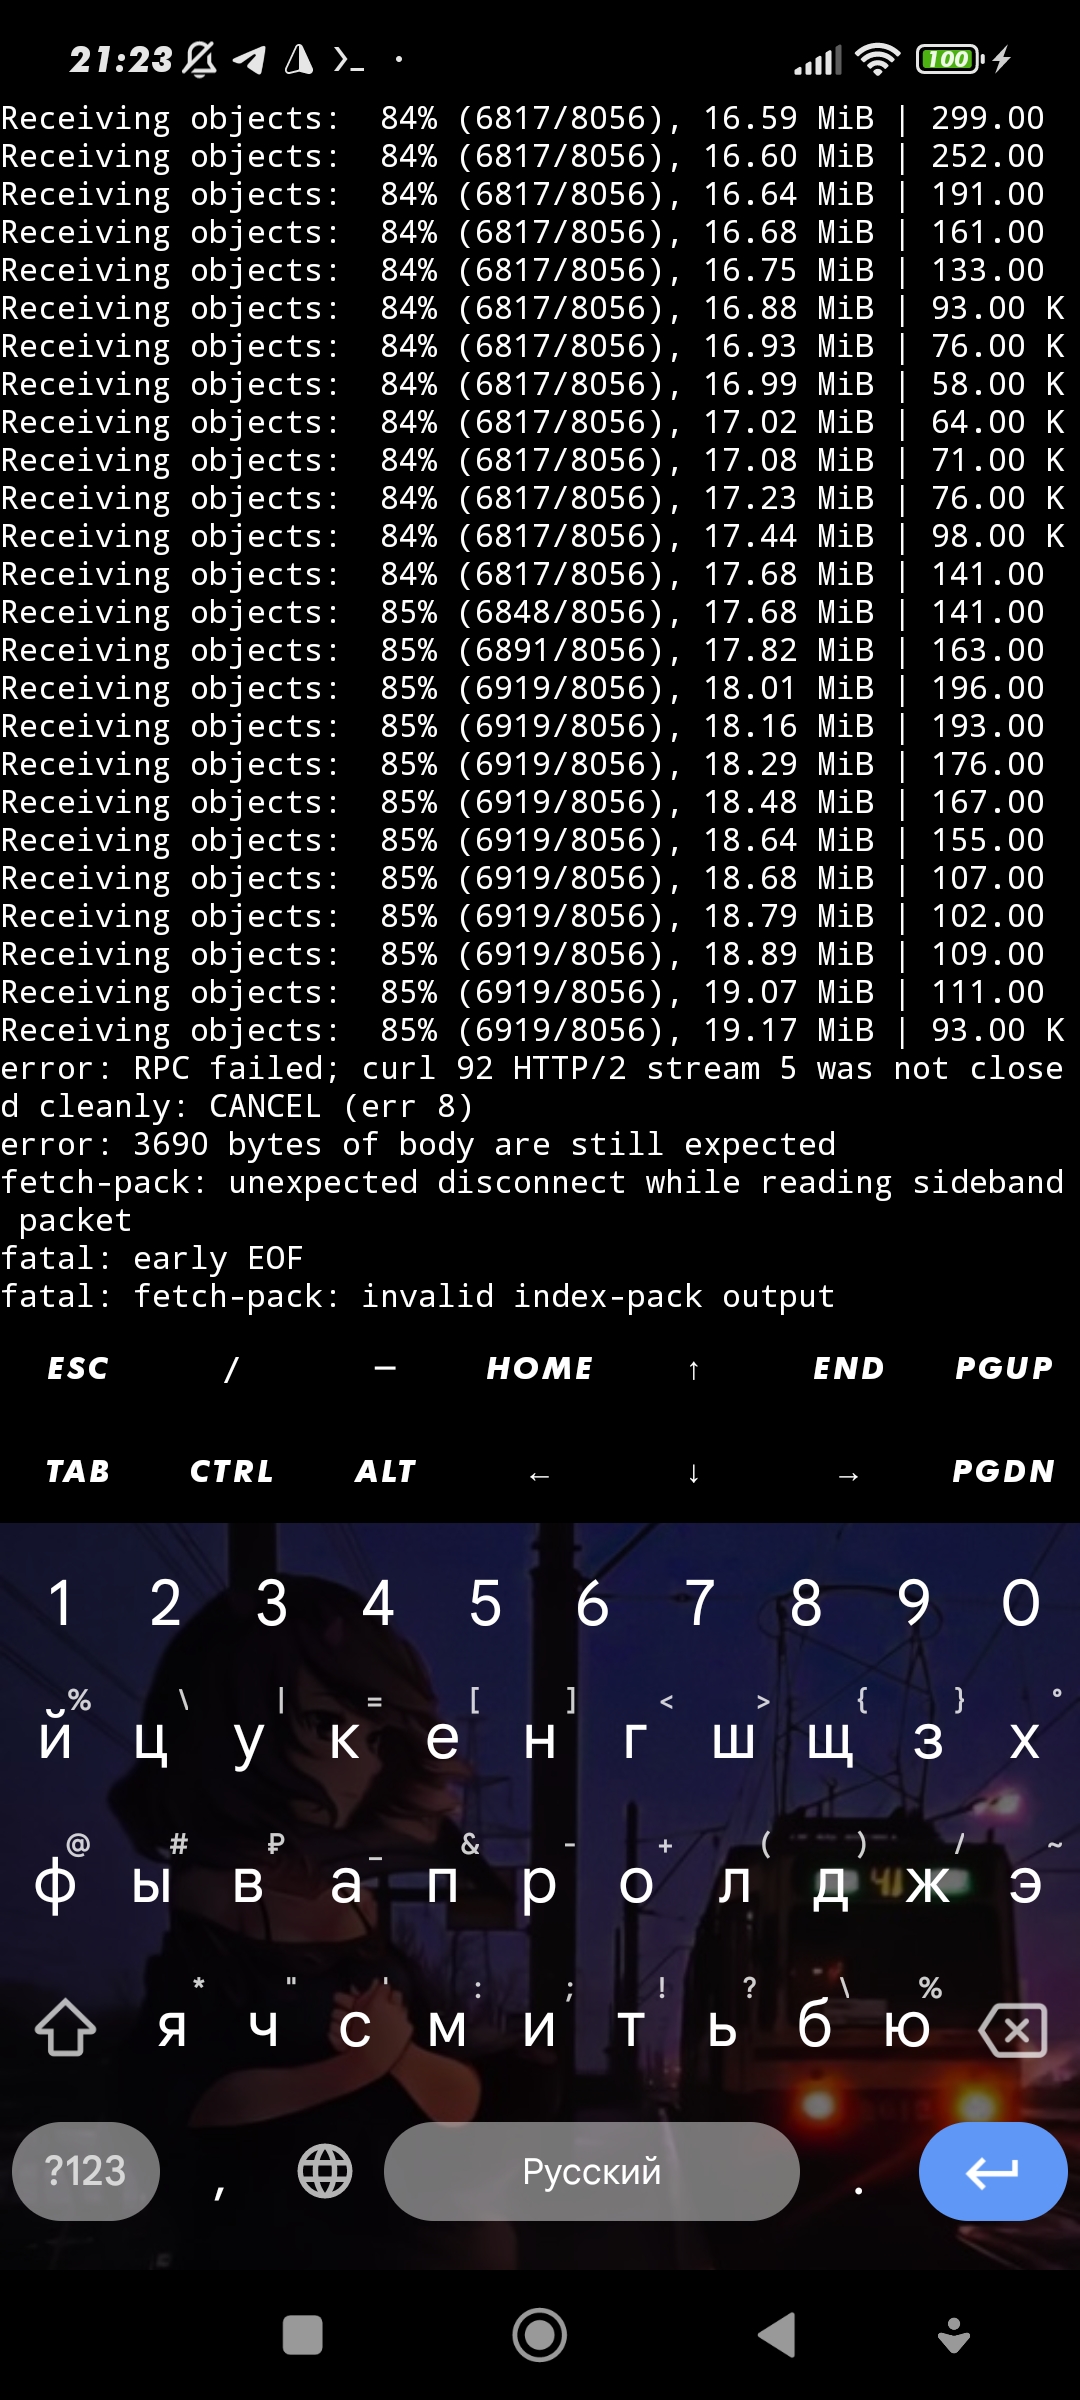 21:23 100
Receiving objects:  84% (6817/8056), 16.59 MiB | 299.00
Receiving objects:  84% (6817/8056), 16.60 MiB | 252.00
Receiving objects:  84% (6817/8056), 16.64 MiB | 191.00
Receiving objects:  84% (6817/8056), 16.68 MiB | 161.00
Receiving objects:  84% (6817/8056), 16.75 MiB | 133.00
Receiving objects:  84% (6817/8056), 16.88 MiB | 93.00 K
Receiving objects:  84% (6817/8056), 16.93 MiB | 76.00 K
Receiving objects:  84% (6817/8056), 16.99 MiB | 58.00 K
Receiving objects:  84% (6817/8056), 17.02 MiB | 64.00 K
Receiving objects:  84% (6817/8056), 17.08 MiB | 71.00 K
Receiving objects:  84% (6817/8056), 17.23 MiB | 76.00 K
Receiving objects:  84% (6817/8056), 17.44 MiB | 98.00 K
Receiving objects:  84% (6817/8056), 17.68 MiB | 141.00
Receiving objects:  85% (6848/8056), 17.68 MiB | 141.00
Receiving objects:  85% (6891/8056), 17.82 MiB | 163.00
Receiving objects:  85% (6919/8056), 18.01 MiB | 196.00
Receiving objects:  85% (6919/8056), 18.16 MiB | 193.00
Receiving objects:  85% (6919/8056), 18.29 MiB | 176.00
Receiving objects:  85% (6919/8056), 18.48 MiB | 167.00
Receiving objects:  85% (6919/8056), 18.64 MiB | 155.00
Receiving objects:  85% (6919/8056), 18.68 MiB | 107.00
Receiving objects:  85% (6919/8056), 18.79 MiB | 102.00
Receiving objects:  85% (6919/8056), 18.89 MiB | 109.00
Receiving objects:  85% (6919/8056), 19.07 MiB | 111.00
Receiving objects:  85% (6919/8056), 19.17 MiB | 93.00 K
error: RPC failed; curl 92 HTTP/2 stream 5 was not close
d cleanly: CANCEL (err 8)
error: 3690 bytes of body are still expected
fetch-pack: unexpected disconnect while reading sideband
 packet
fatal: early EOF
fatal: fetch-pack: invalid index-pack output
ESC / — HOME ↑ END PGUP
TAB CTRL ALT ← ↓ → PGDN
1 2 3 4 5 6 7 8 9 0
% \ | = [ ] < > { } °
й ц у к е н г ш щ з х
@ # ₽ _ & - + ( ) / ~
ф ы в а п р о л д ж э
* " ' : ; ! ? \ %
я ч с м и т ь б ю
?123 , Русский .